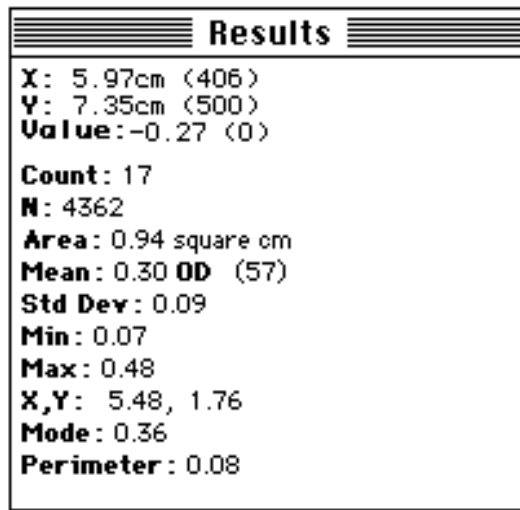 Results
X: 5.97cm (406)
Y: 7.35cm (500)
Value:-0.27 (0)
Count: 17
N: 4362
Area: 0.94 square cm
Mean: 0.30 OD (57)
Std Dev: 0.09
Min: 0.07
Max: 0.48
X,Y: 5.48, 1.76
Mode: 0.36
Perimeter: 0.08